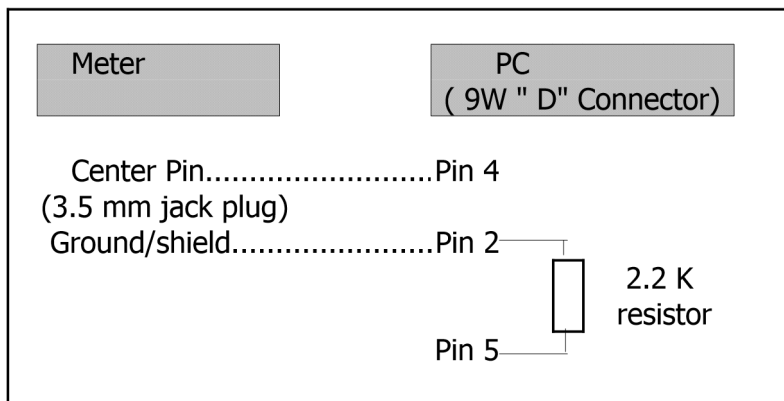 Meter
PC
( 9W " D" Connector)
Center Pin..........................Pin 4
(3.5 mm jack plug)
Ground/shield.......................Pin 2
2.2 K
resistor
Pin 5